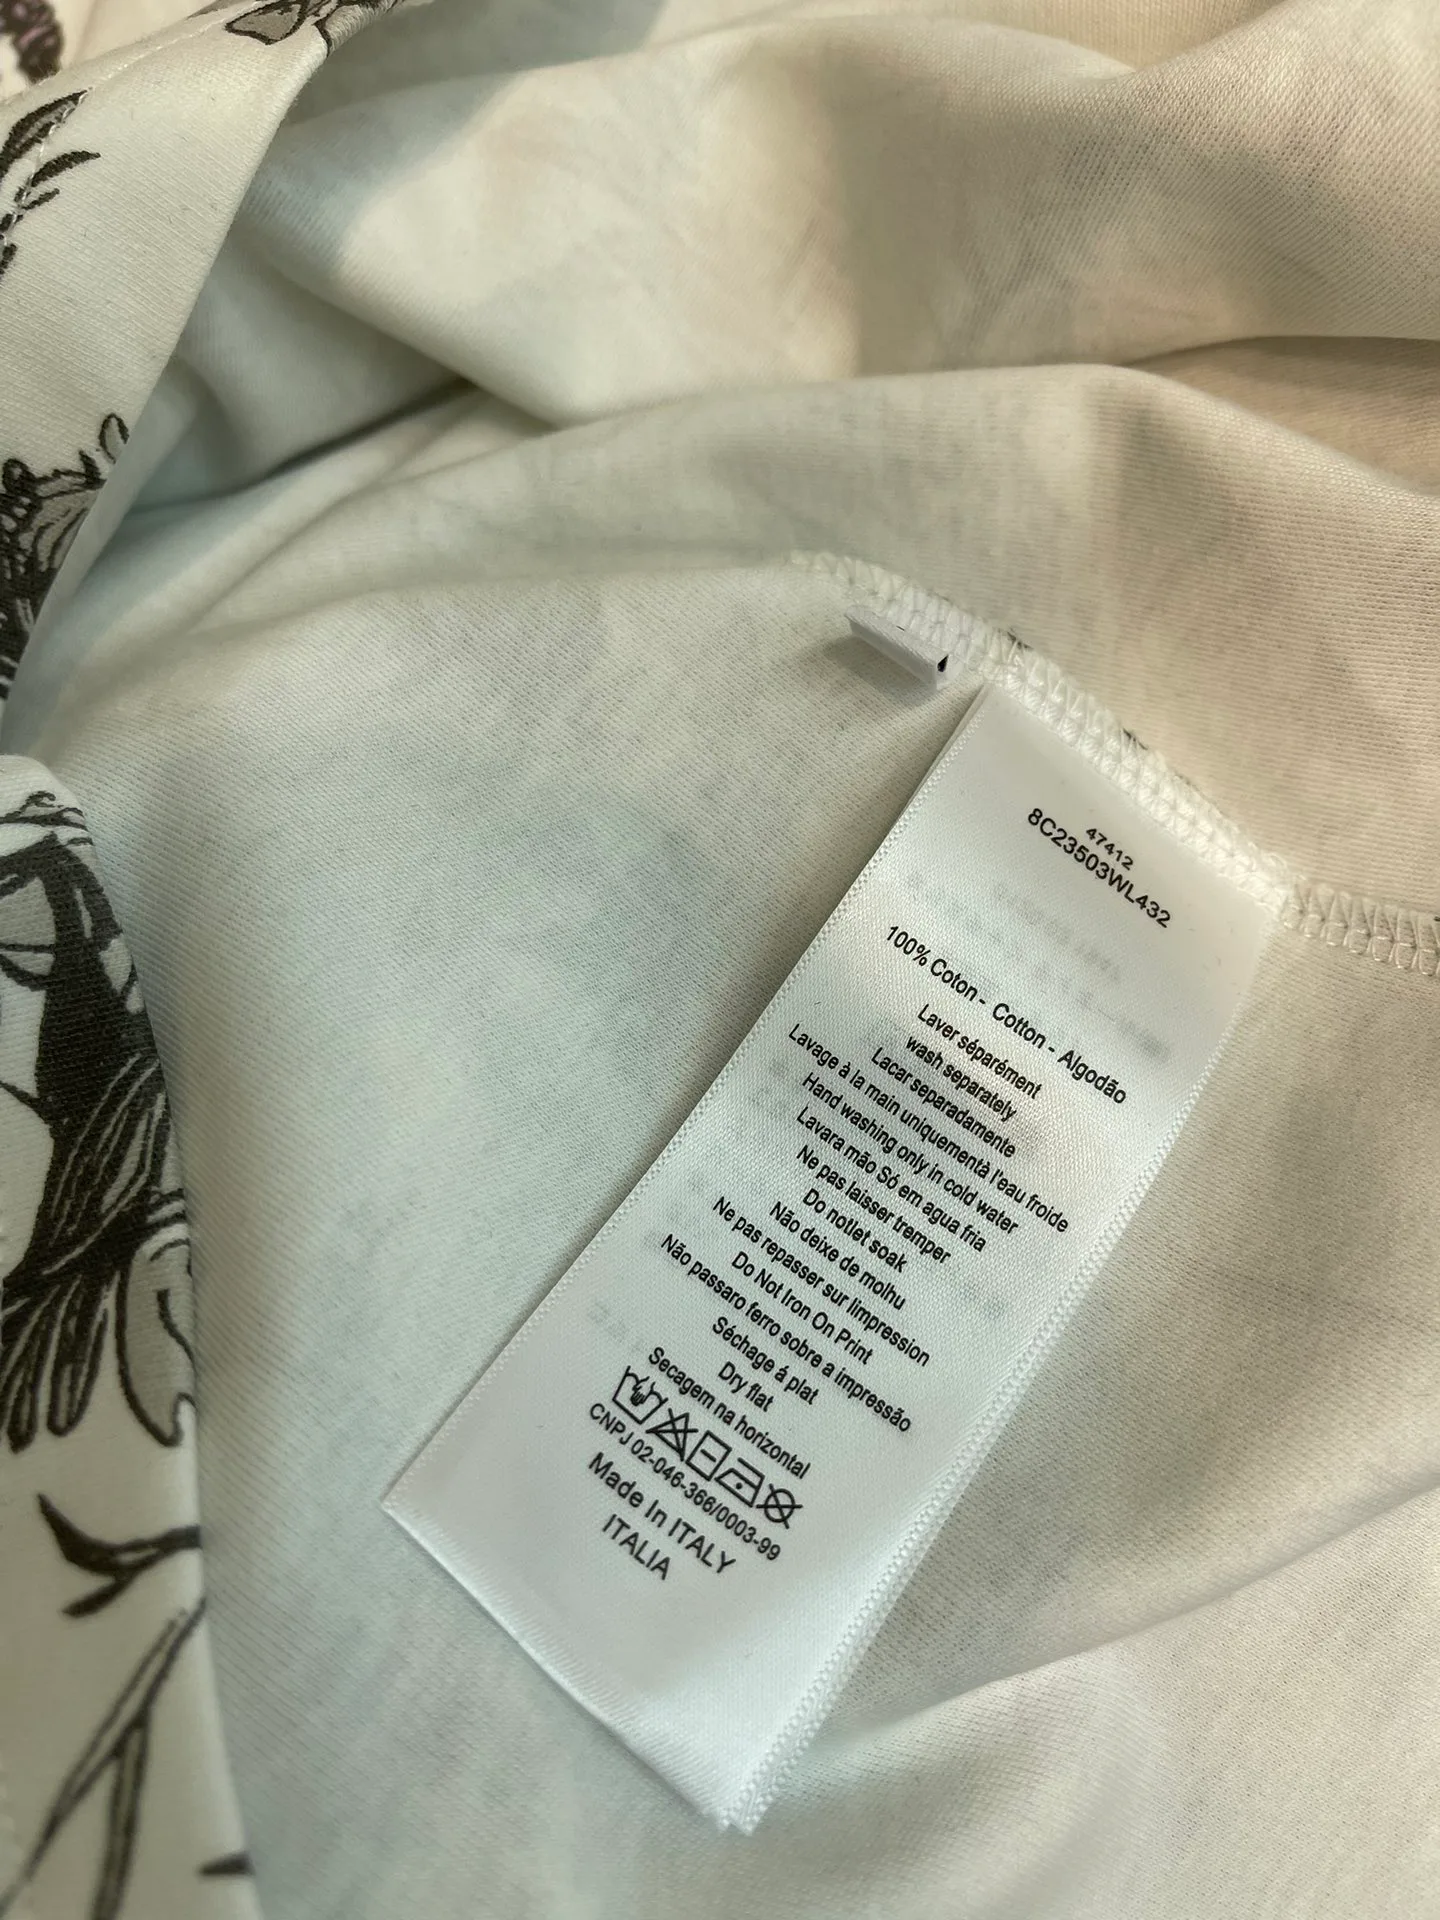 47412
8C23503WL432
100% Coton - Cotton - Algodão
Laver séparément
wash separately
Lacar separadamente
Lavage à la main uniquementà l'eau froide
Hand washing only in cold water
Lavara mão Só em agua fria
Ne pas laisser tremper
Do notlet soak
Não deixe de molhu
Ne pas repasser sur limpression
Do Not Iron On Print
Não passaro ferro sobre a impressão
Séchage á plat
Dry flat
Secagem na horizontal
CNPJ 02-046-366/0003-99
Made In ITALY
ITALIA